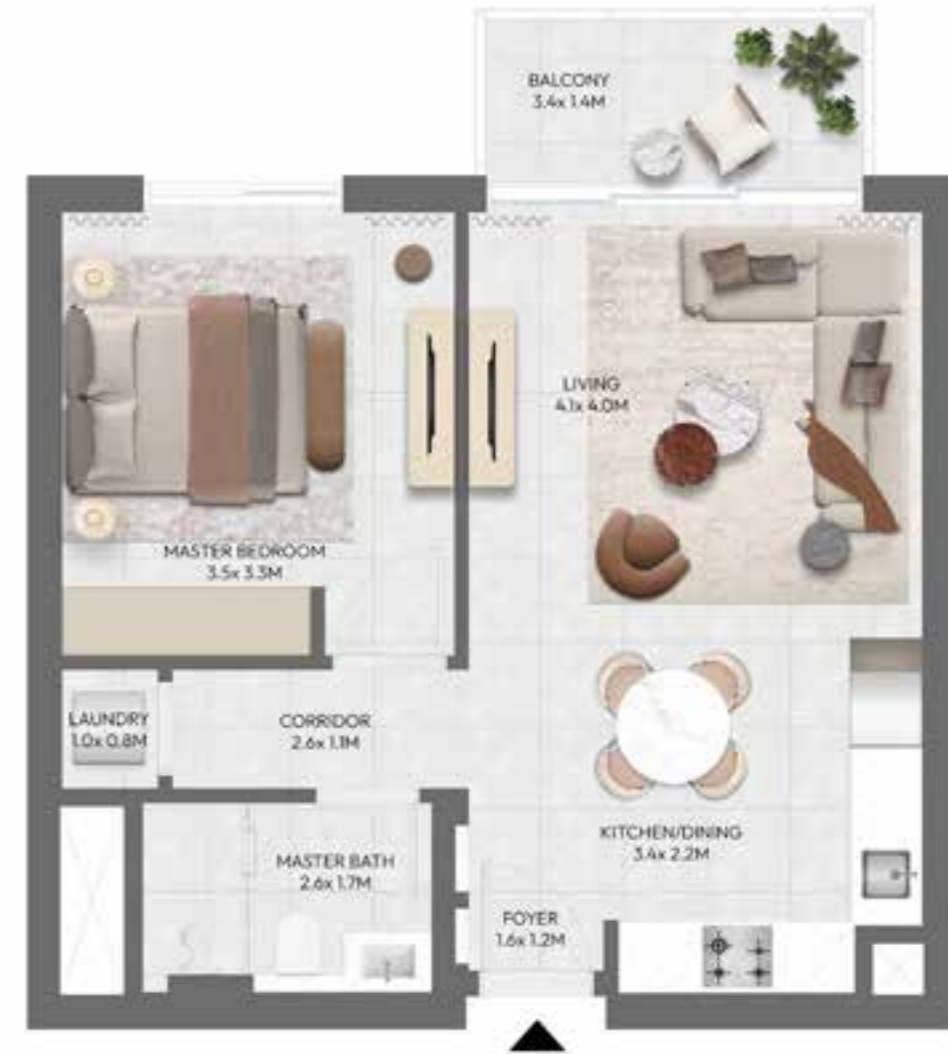 BALCONY
3.4x 1.4M
LIVING
4.1x 4.0M
MASTER BEDROOM
3.5x 3.3M
LAUNDRY
1.0x 0.8M
CORRIDOR
2.6x 1.1M
KITCHEN/DINING
3.4x 2.2M
MASTER BATH
2.6x 1.7M
FOYER
1.6x 1.2M